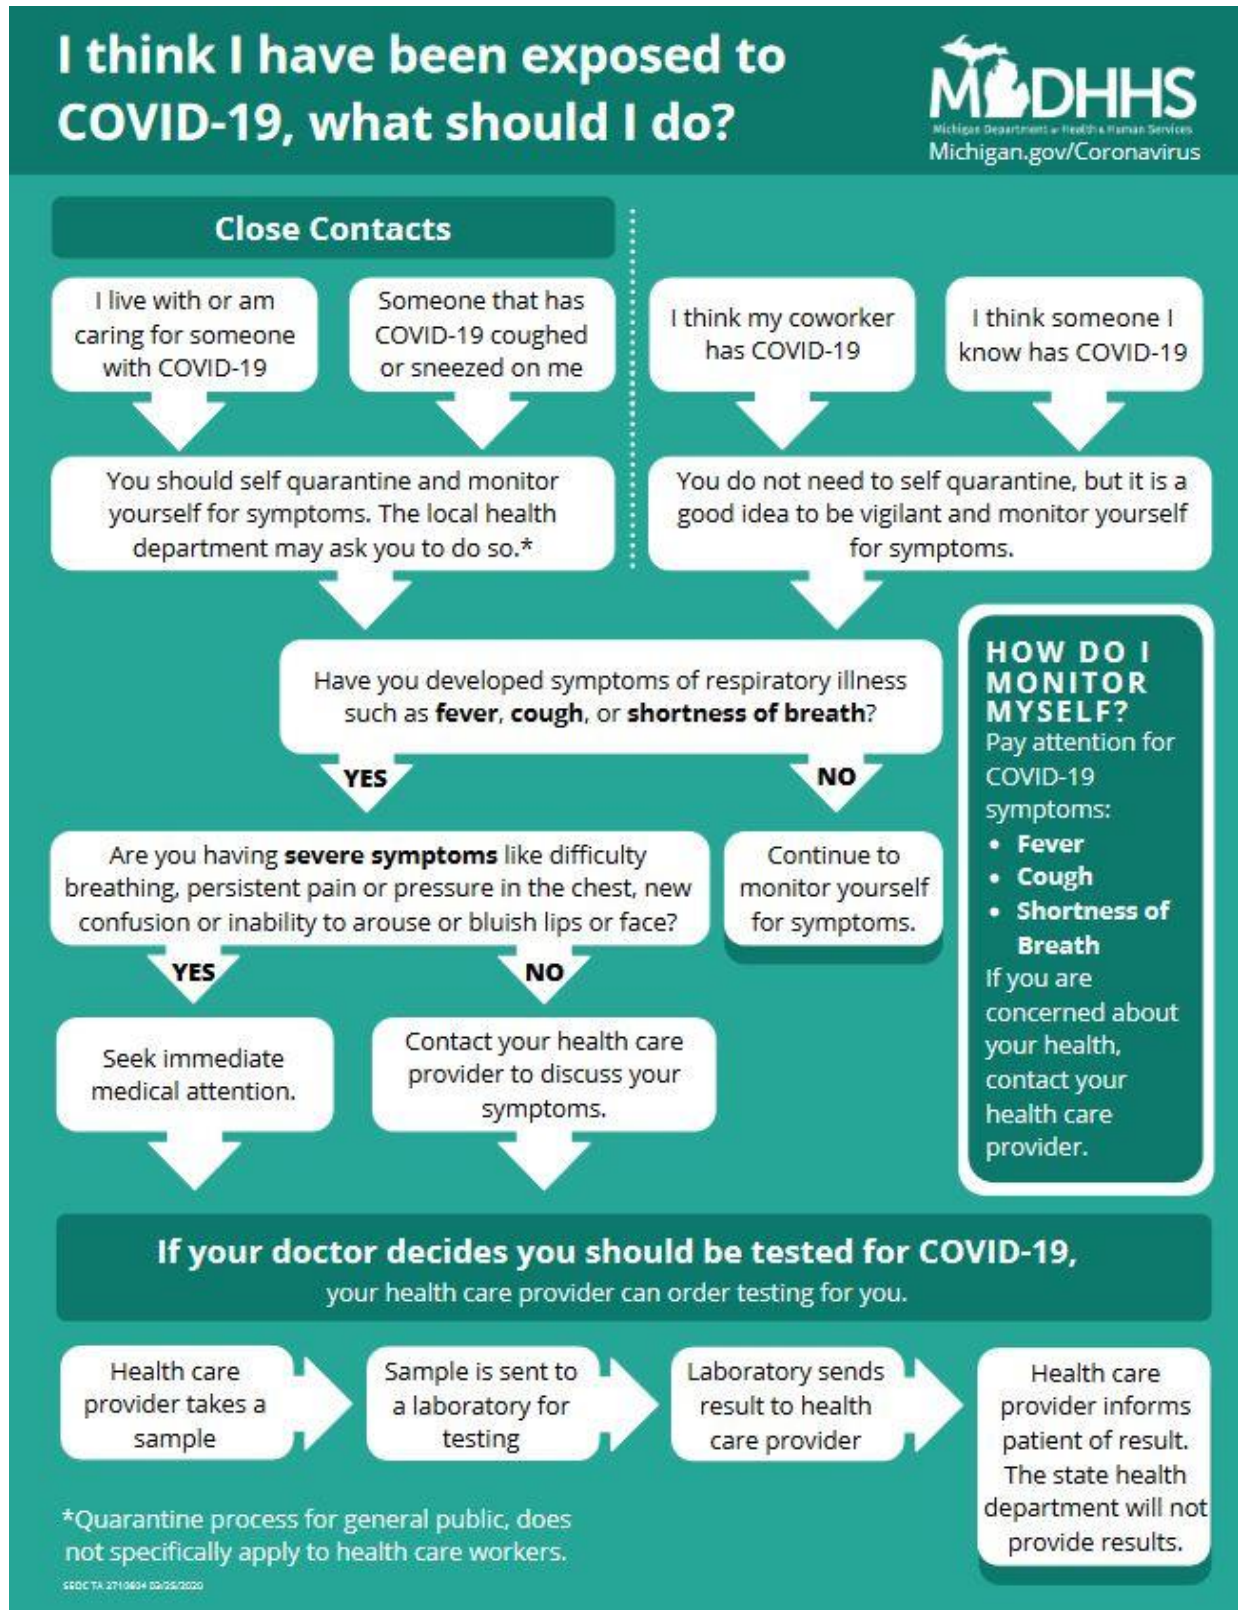 I think I have been exposed to
COVID-19, what should I do?
MDHHS
Michigan Department of Health & Human Services
Michigan.gov/Coronavirus
Close Contacts
I live with or am
caring for someone
with COVID-19
Someone that has
COVID-19 coughed
or sneezed on me
I think my coworker
has COVID-19
I think someone I
know has COVID-19
You should self quarantine and monitor
yourself for symptoms. The local health
department may ask you to do so.*
You do not need to self quarantine, but it is a
good idea to be vigilant and monitor yourself
for symptoms.
Have you developed symptoms of respiratory illness
such as fever, cough, or shortness of breath?
YES
NO
Are you having severe symptoms like difficulty
breathing, persistent pain or pressure in the chest, new
confusion or inability to arouse or bluish lips or face?
Continue to
monitor yourself
for symptoms.
YES
NO
Seek immediate
medical attention.
Contact your health care
provider to discuss your
symptoms.
HOW DO I
MONITOR
MYSELF?
Pay attention for
COVID-19
symptoms:
• Fever
• Cough
• Shortness of
Breath
If you are
concerned about
your health,
contact your
health care
provider.
If your doctor decides you should be tested for COVID-19,
your health care provider can order testing for you.
Health care
provider takes a
sample
Sample is sent to
a laboratory for
testing
Laboratory sends
result to health
care provider
Health care
provider informs
patient of result.
The state health
department will not
provide results.
*Quarantine process for general public, does
not specifically apply to health care workers.